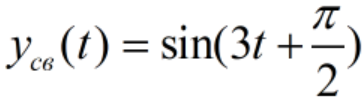 y_св(t) = sin(3t + π/2)